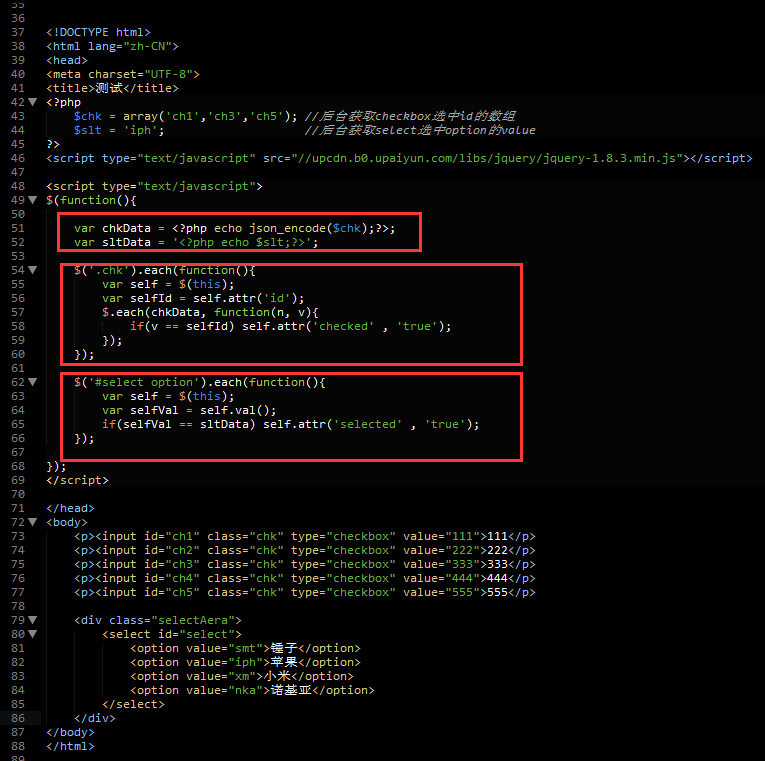 35
36
37 <!DOCTYPE html>
38 <html lang="zh-CN">
39 <head>
40 <meta charset="UTF-8">
41 <title>测试</title>
42 <?php
43     $chk = array('ch1','ch3','ch5'); //后台获取checkbox选中id的数组
44     $slt = 'iph';                    //后台获取select选中option的value
45 ?>
46 <script type="text/javascript" src="//upcdn.b0.upaiyun.com/libs/jquery/jquery-1.8.3.min.js"></script>
47
48 <script type="text/javascript">
49 $(function(){
50
51     var chkData = <?php echo json_encode($chk);?>;
52     var sltData = '<?php echo $slt;?>';
53
54     $('.chk').each(function(){
55         var self = $(this);
56         var selfId = self.attr('id');
57         $.each(chkData, function(n, v){
58             if(v == selfId) self.attr('checked' , 'true');
59         });
60     });
61
62     $('#select option').each(function(){
63         var self = $(this);
64         var selfVal = self.val();
65         if(selfVal == sltData) self.attr('selected' , 'true');
66     });
67
68 });
69 </script>
70
71 </head>
72 <body>
73     <p><input id="ch1" class="chk" type="checkbox" value="111">111</p>
74     <p><input id="ch2" class="chk" type="checkbox" value="222">222</p>
75     <p><input id="ch3" class="chk" type="checkbox" value="333">333</p>
76     <p><input id="ch4" class="chk" type="checkbox" value="444">444</p>
77     <p><input id="ch5" class="chk" type="checkbox" value="555">555</p>
78
79     <div class="selectAera">
80         <select id="select">
81             <option value="smt">锤子</option>
82             <option value="iph">苹果</option>
83             <option value="xm">小米</option>
84             <option value="nka">诺基亚</option>
85         </select>
86     </div>
87 </body>
88 </html>
89